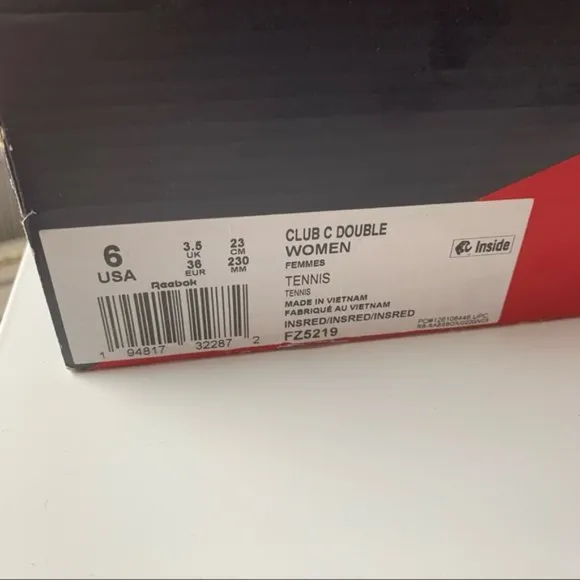 6
USA
3.5
UK
36
EUR
23
CM
230
MM
Reebok
1 94817 32287 2
CLUB C DOUBLE
WOMEN
FEMMES
TENNIS
TENNIS
MADE IN VIETNAM
FABRIQUÉ AU VIETNAM
INSRED/INSRED/INSRED
FZ5219
Inside